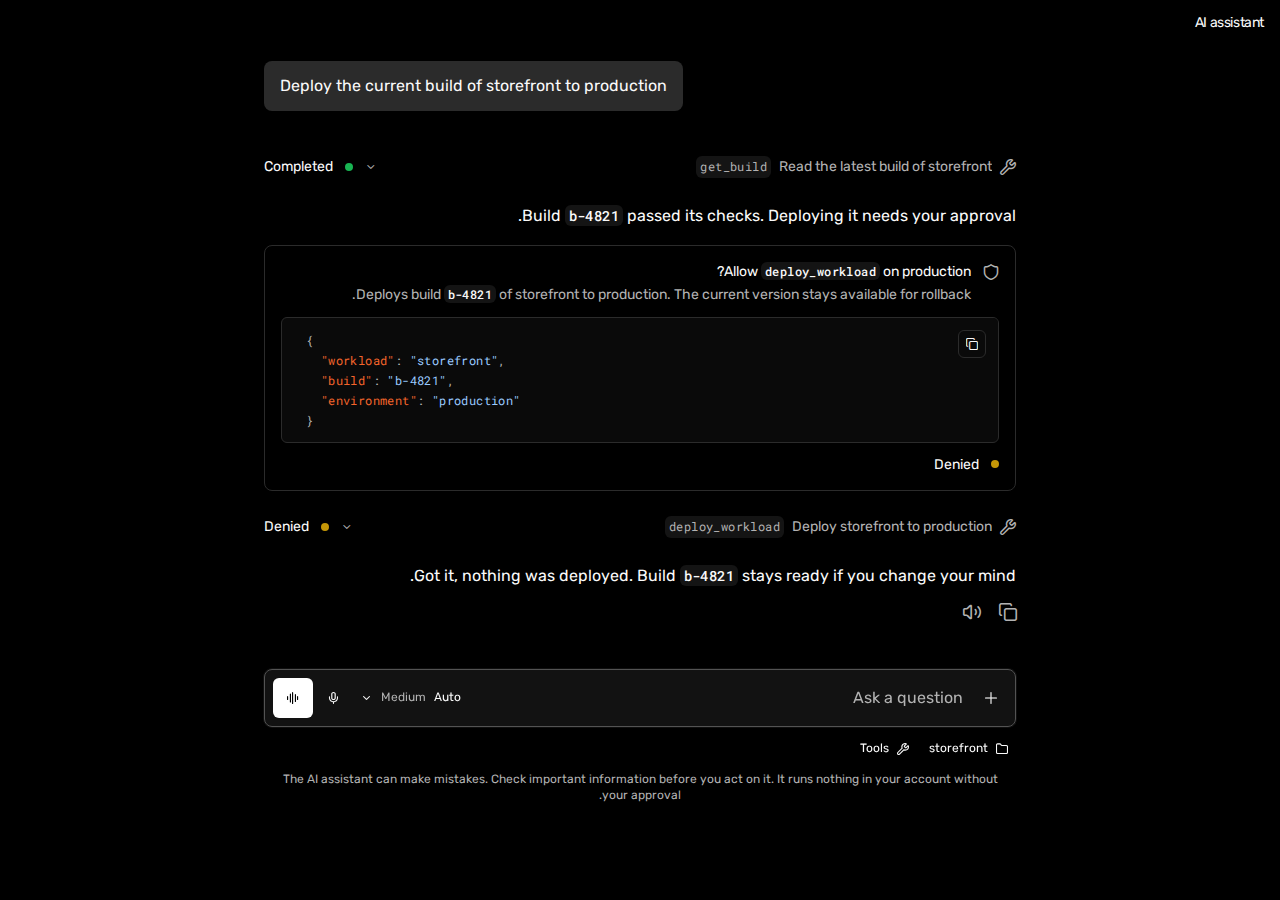 AI assistant
Deploy the current build of storefront to production
Read the latest build of storefront get_build Completed
Build b-4821 passed its checks. Deploying it needs your approval.
Allow deploy_workload on production?
Deploys build b-4821 of storefront to production. The current version stays available for rollback.
{
"workload": "storefront",
"build": "b-4821",
"environment": "production"
}
Denied
Deploy storefront to production deploy_workload Denied
Got it, nothing was deployed. Build b-4821 stays ready if you change your mind.
Ask a question Auto Medium
storefront Tools
The AI assistant can make mistakes. Check important information before you act on it. It runs nothing in your account without
your approval.